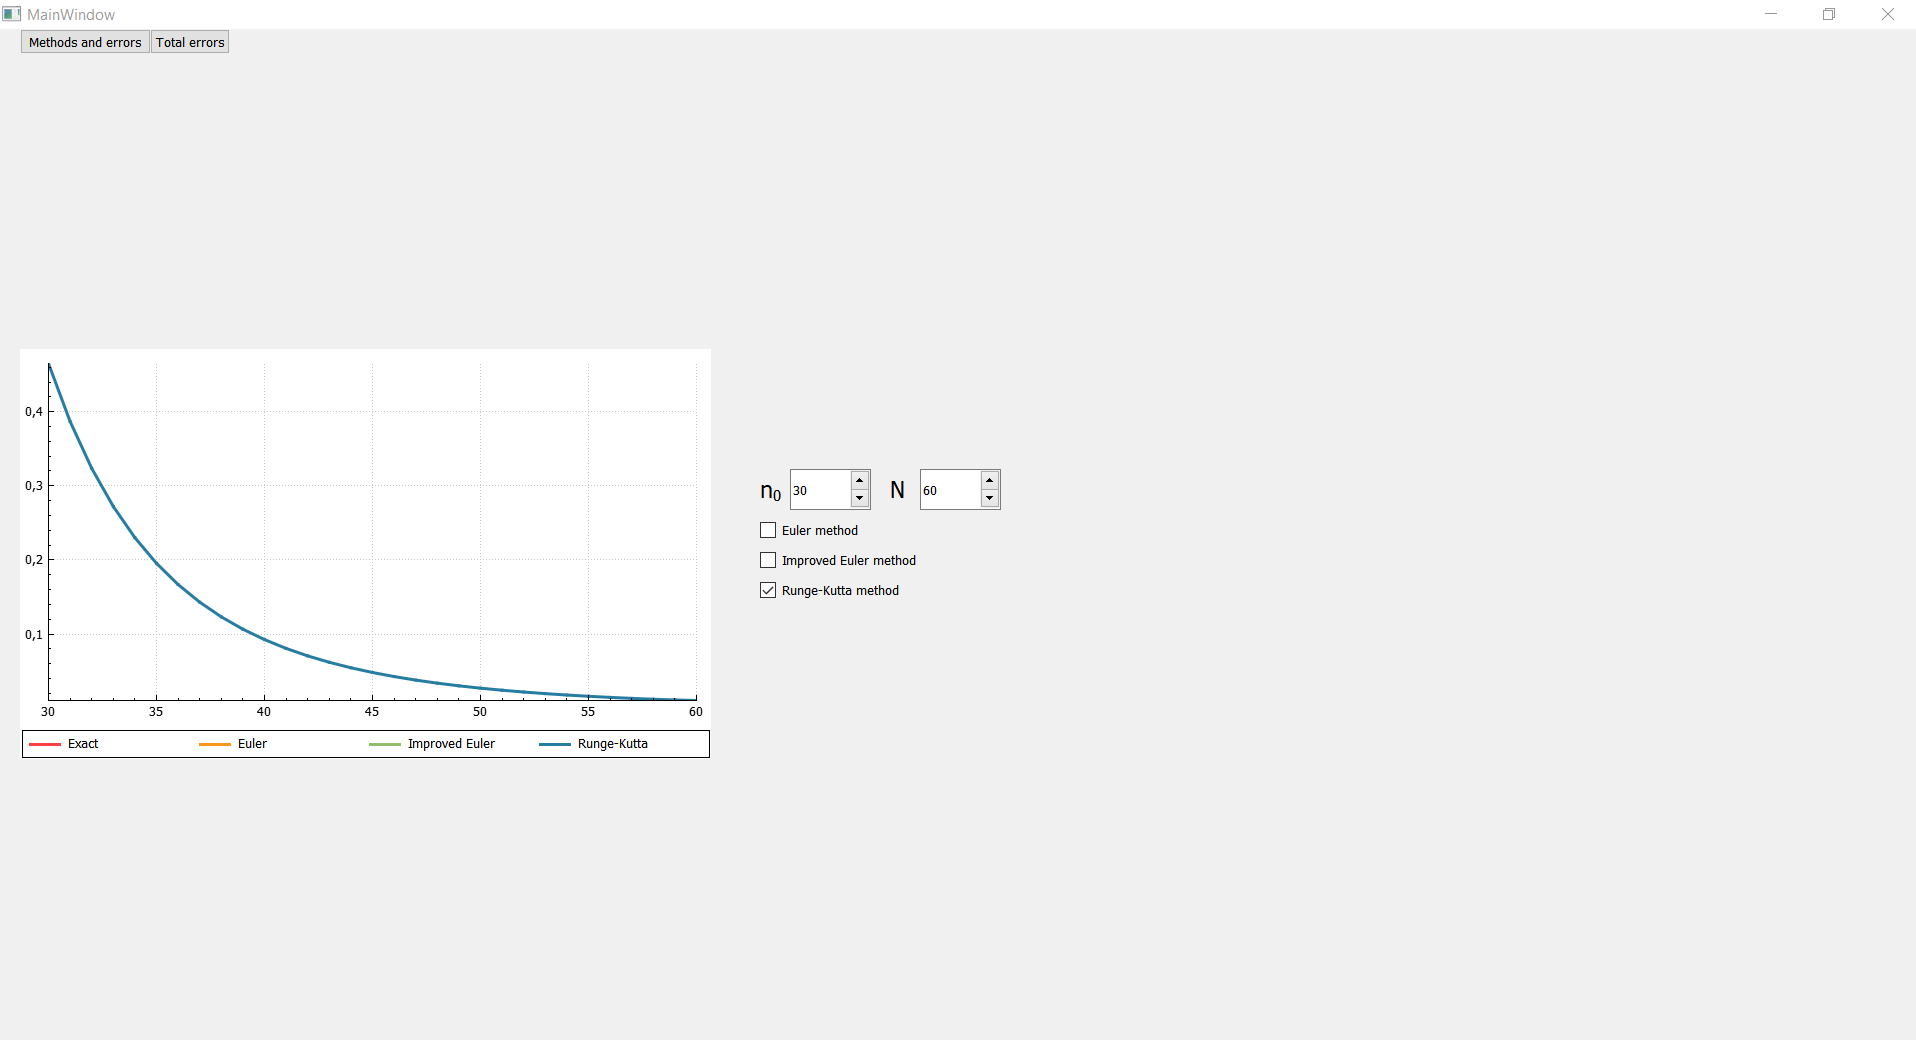 MainWindow
Methods and errors Total errors
0,4
0,3
0,2
0,1
30 35 40 45 50 55 60
Exact Euler Improved Euler Runge-Kutta
n₀ 30 N 60
Euler method
Improved Euler method
Runge-Kutta method